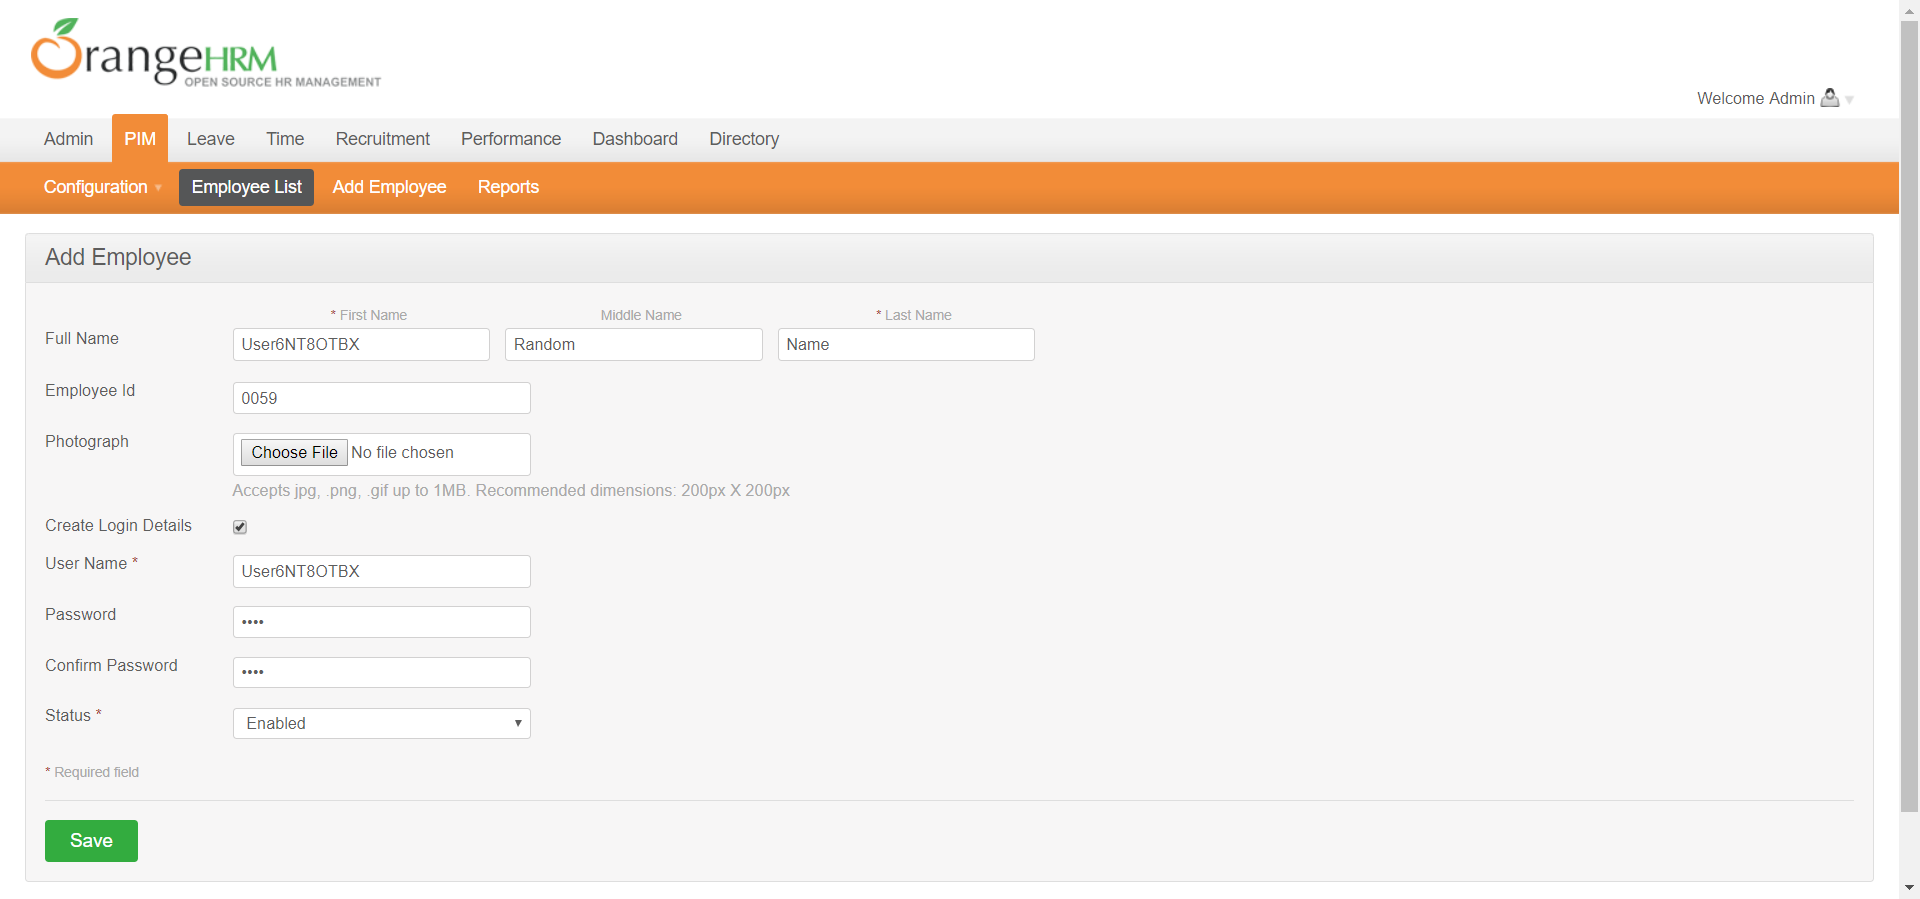 OrangeHRM
OPEN SOURCE HR MANAGEMENT
Welcome Admin
Admin PIM Leave Time Recruitment Performance Dashboard Directory
Configuration Employee List Add Employee Reports
Add Employee
* First Name Middle Name * Last Name
Full Name User6NT8OTBX Random Name
Employee Id 0059
Photograph Choose File No file chosen
Accepts jpg, .png, .gif up to 1MB. Recommended dimensions: 200px X 200px
Create Login Details
User Name * User6NT8OTBX
Password ••••
Confirm Password ••••
Status * Enabled
* Required field
Save